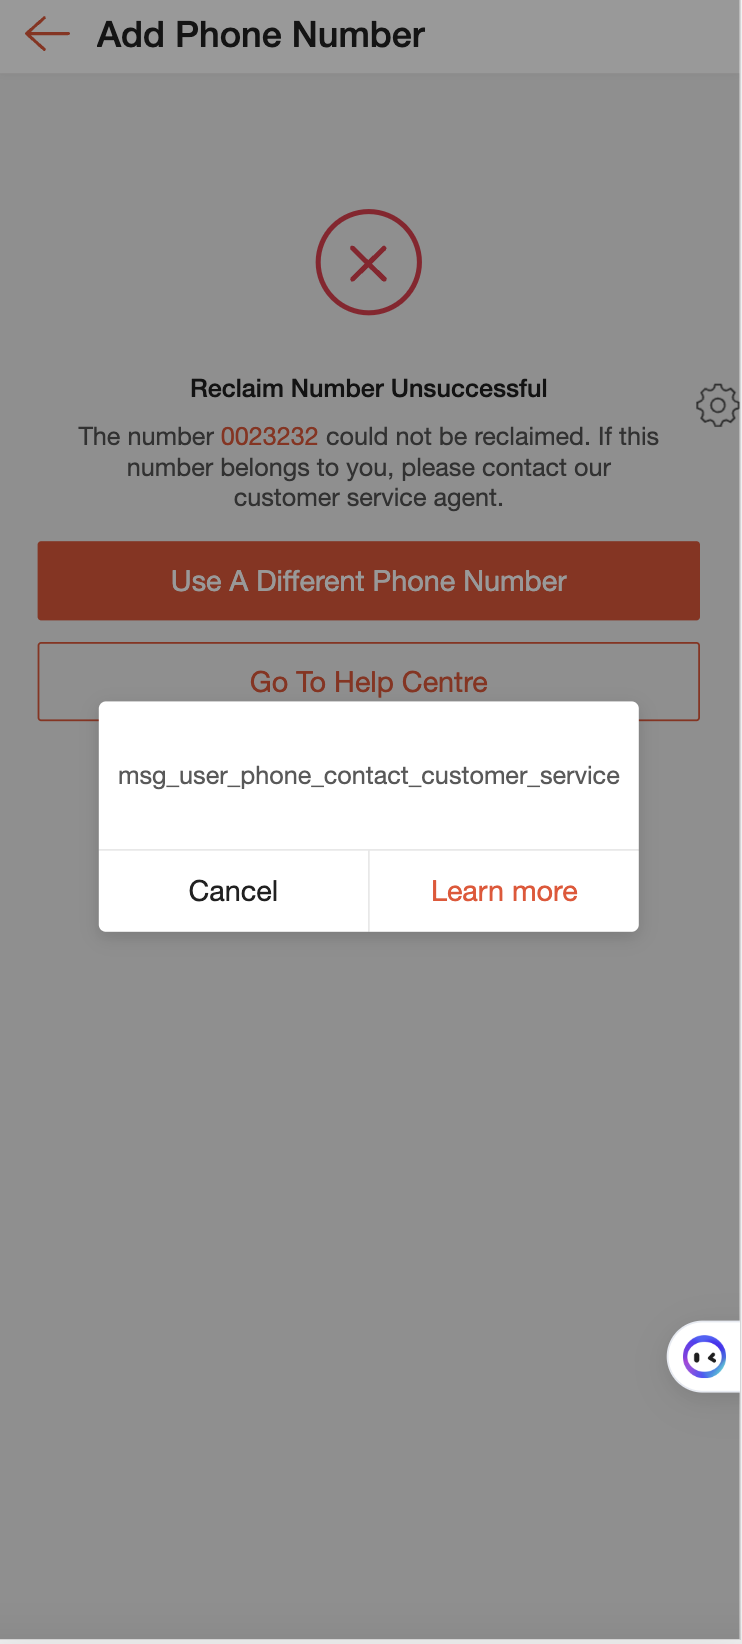 Add Phone Number
Reclaim Number Unsuccessful
The number 0023232 could not be reclaimed. If this
number belongs to you, please contact our
customer service agent.
Use A Different Phone Number
Go To Help Centre
msg_user_phone_contact_customer_service
Cancel
Learn more